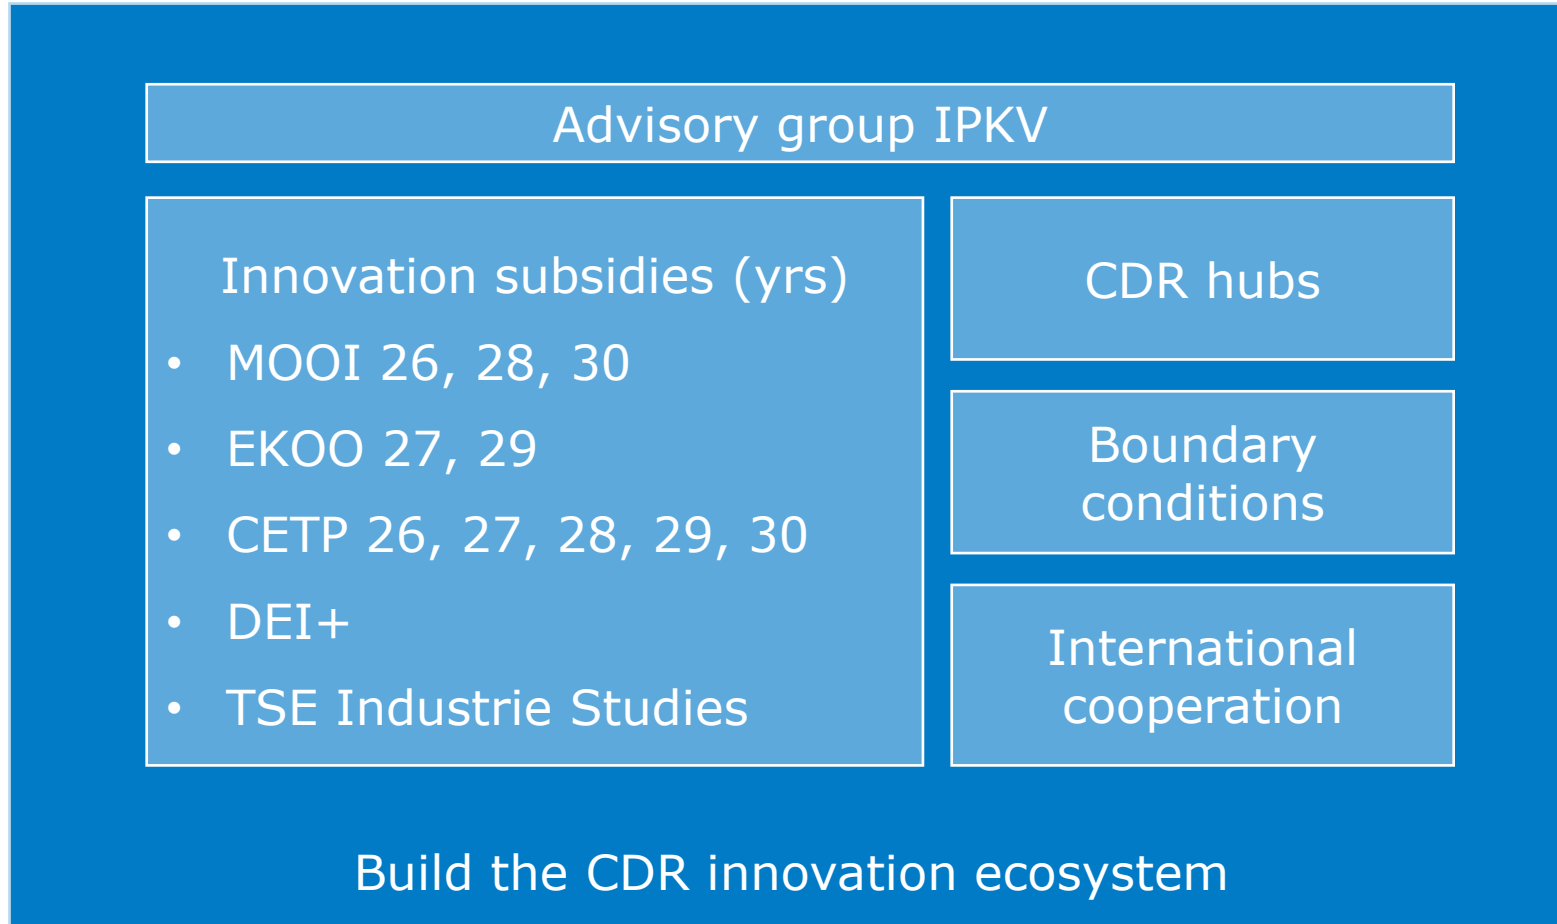 Advisory group IPKV
Innovation subsidies (yrs)
• MOOI 26, 28, 30
• EKOO 27, 29
• CETP 26, 27, 28, 29, 30
• DEI+
• TSE Industrie Studies
CDR hubs
Boundary
conditions
International
cooperation
Build the CDR innovation ecosystem